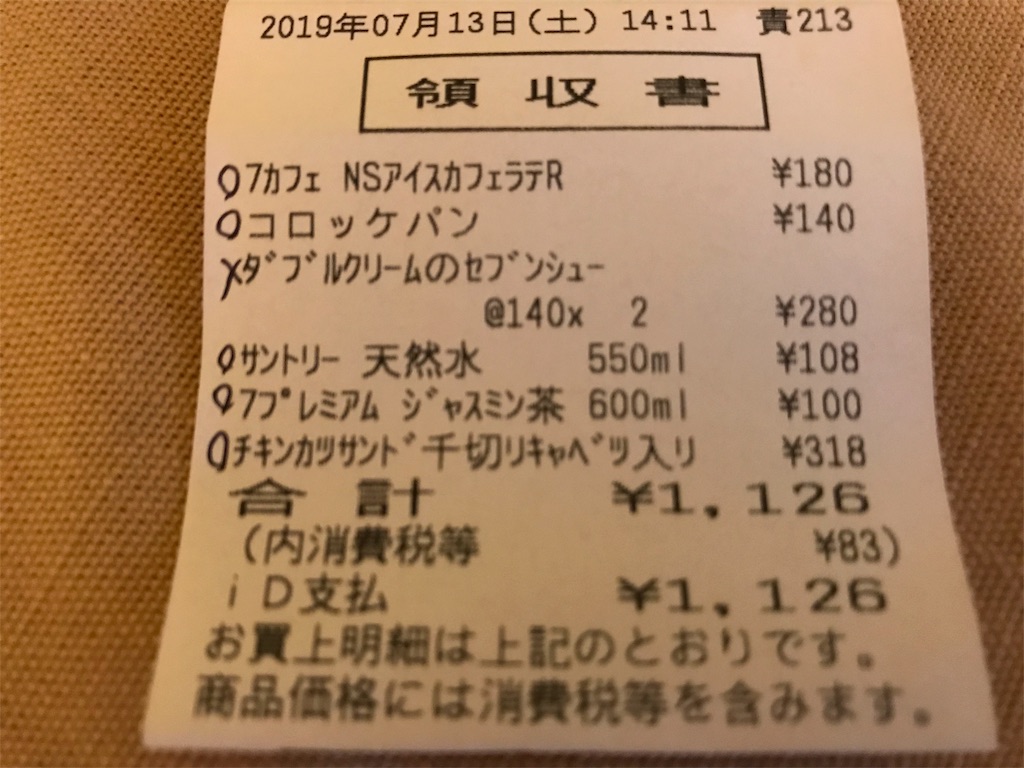 2019年07月13日(土) 14:11 責213
領収書
7カフェ NSアイスカフェラテR ¥180
コロッケパン ¥140
ダブルクリームのセブンシュー
@140x 2 ¥280
サントリー 天然水 550ml ¥108
7プレミアム ジャスミン茶 600ml ¥100
チキンカツサンド千切リキャベツ入リ ¥318
合計 ¥1,126
(内消費税等 ¥83)
iD支払 ¥1,126
お買上明細は上記のとおりです。
商品価格には消費税等を含みます。